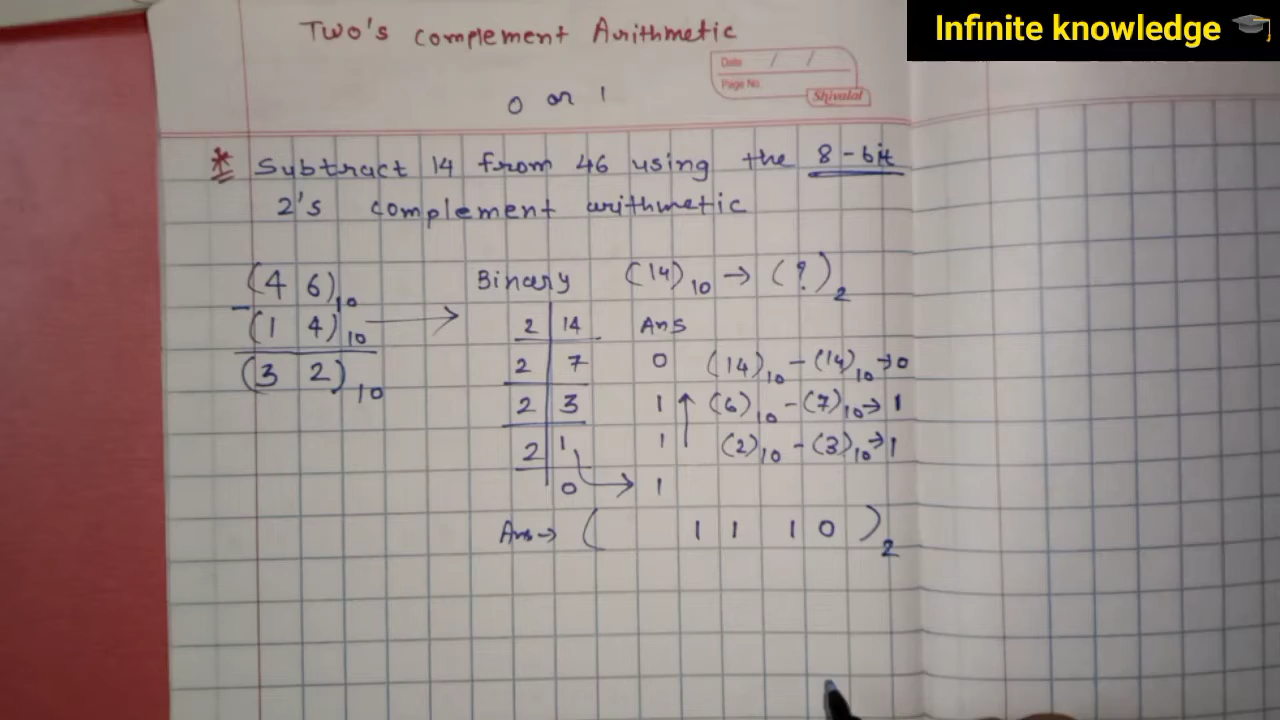 Infinite knowledge 🎓
Two's complement Arithmetic
Date / /
Page No.
Shivalal
0 or 1
* Subtract 14 from 46 using the 8-bit
2's complement arithmetic
(4 6)10
- (1 4)10
(3 2)10
Binary (14)10 → (?)2
2 14 Ans
2 7 0 (14)10 - (14)10 → 0
2 3 1 (6)10 - (7)10 → 1
2 1 1 (2)10 - (3)10 → 1
0 → 1
Ans → ( 1 1 1 0 )2